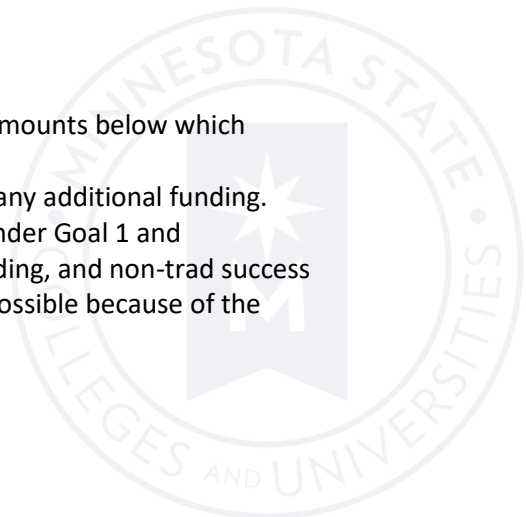 mounts below which
any additional funding.
nder Goal 1 and
ding, and non-trad success
ossible because of the
MINNESOTA STATE
COLLEGES AND UNIVERSITIES
M